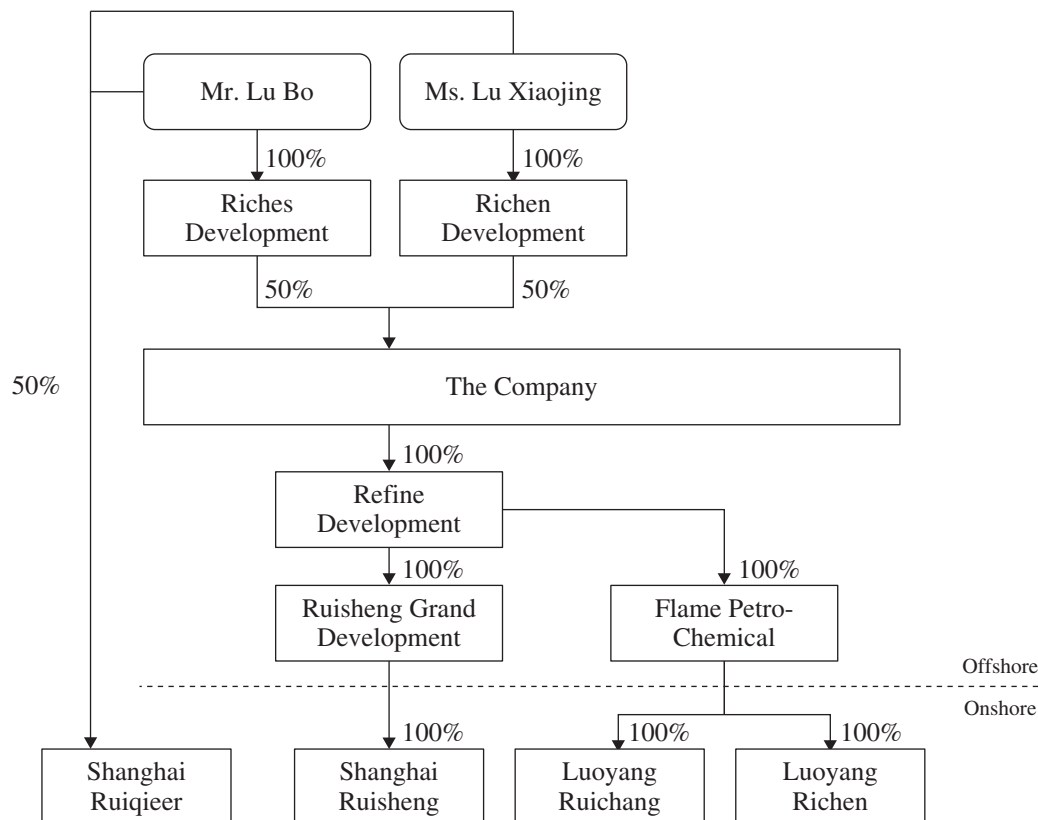 Mr. Lu Bo
Ms. Lu Xiaojing
100%
100%
Riches
Development
Richen
Development
50%
50%
50%
The Company
100%
Refine
Development
100%
100%
Ruisheng Grand
Development
Flame Petro-
Chemical
Offshore
Onshore
100%
100%
100%
Shanghai
Ruiqieer
Shanghai
Ruisheng
Luoyang
Ruichang
Luoyang
Richen